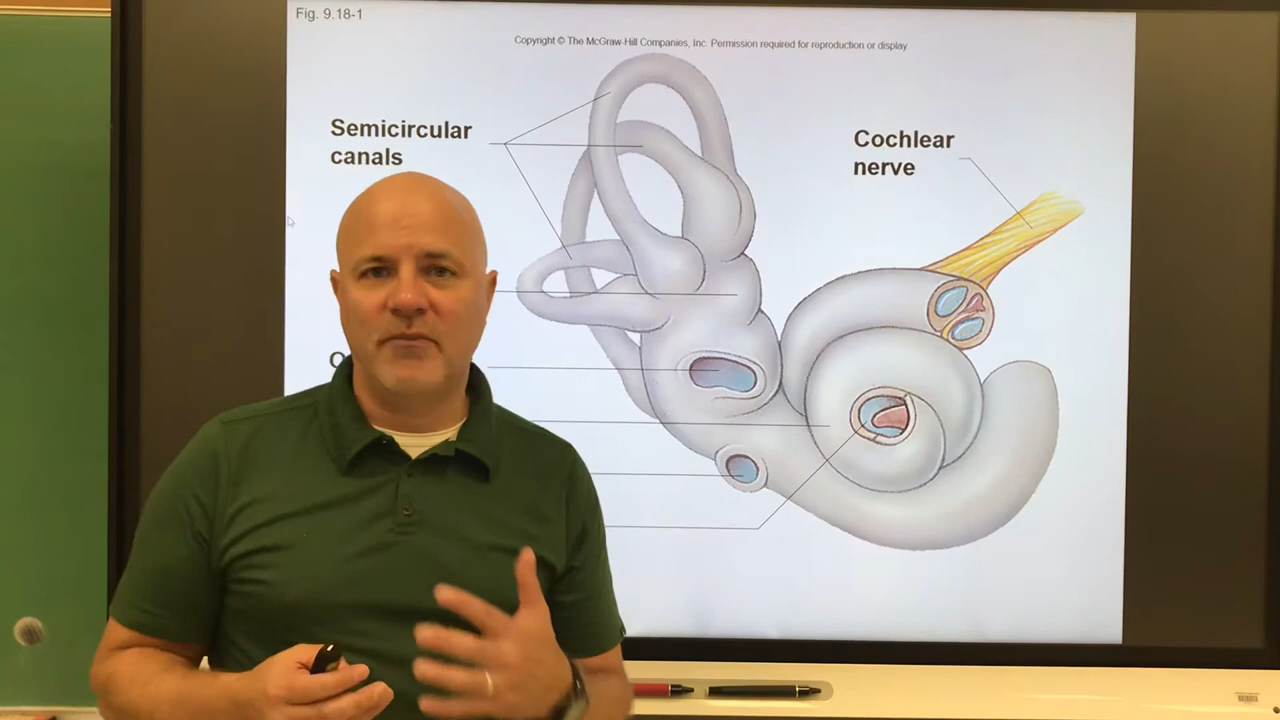 Fig. 9.18-1
Copyright © The McGraw-Hill Companies, Inc. Permission required for reproduction or display
Semicircular
canals
Cochlear
nerve